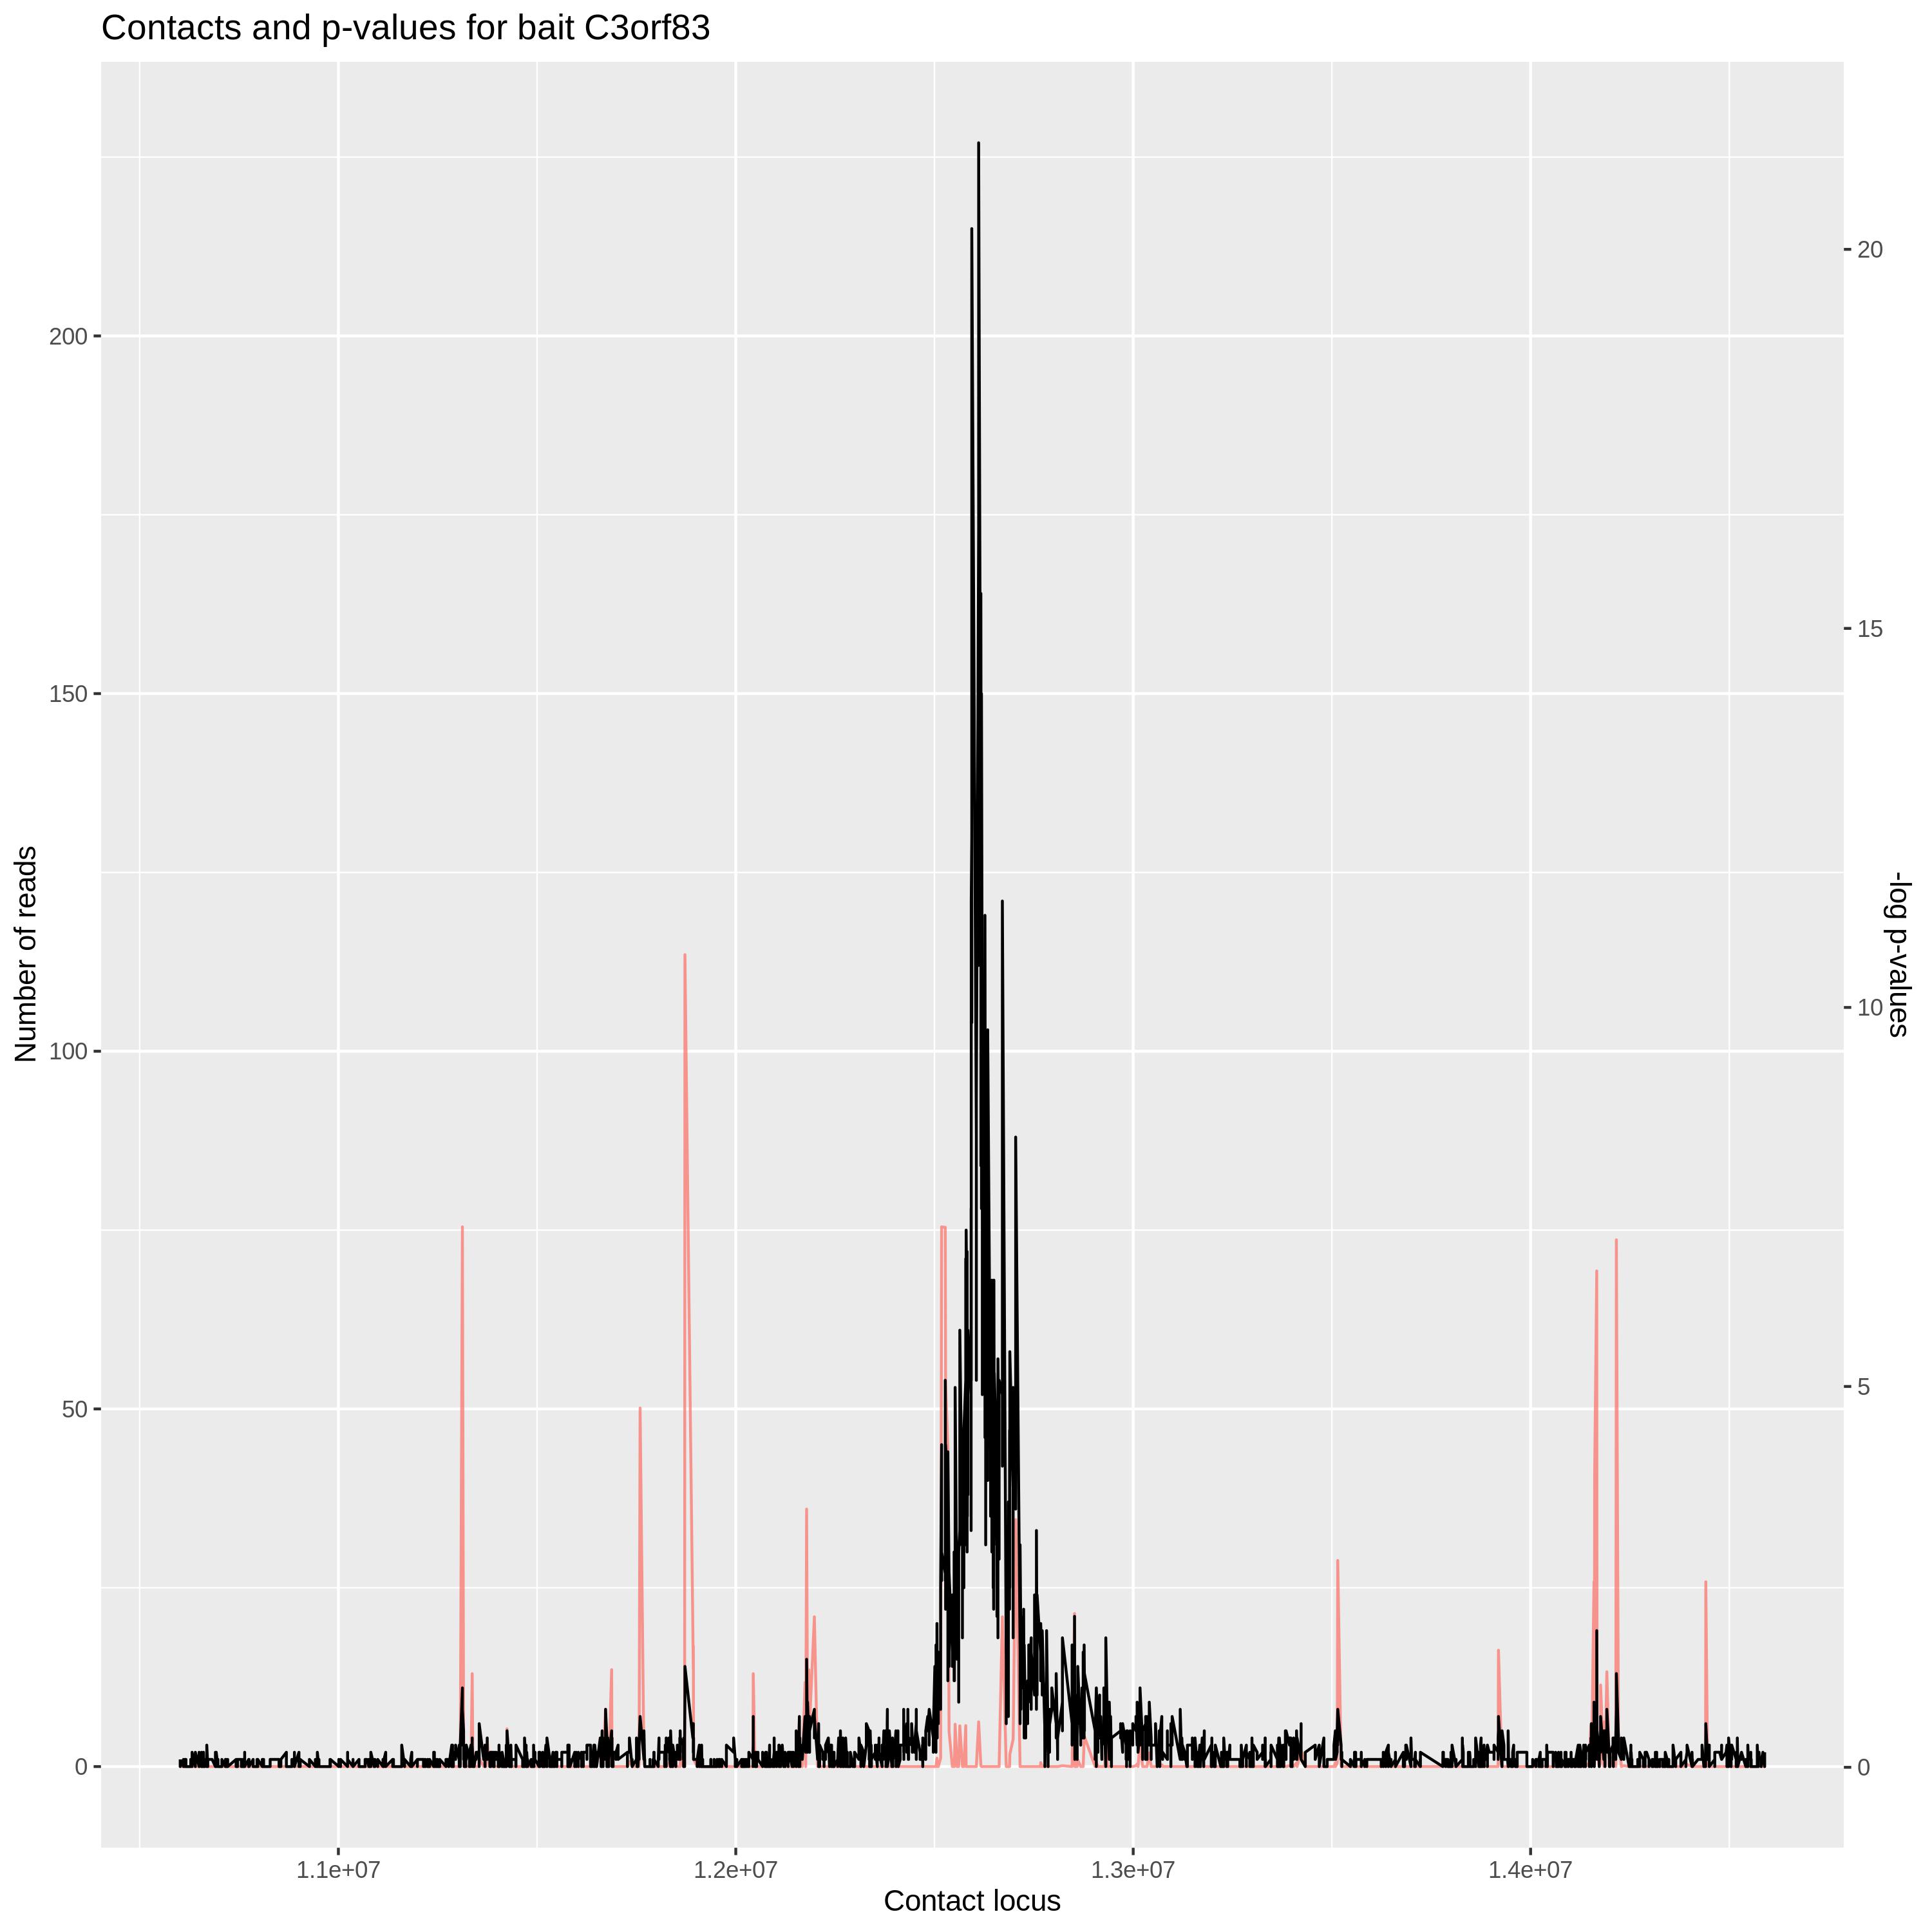 Contacts and p-values for bait C3orf83
200
150
100
50
0
Number of reads
20
15
10
5
0
-log p-values
1.1e+07 1.2e+07 1.3e+07 1.4e+07
Contact locus